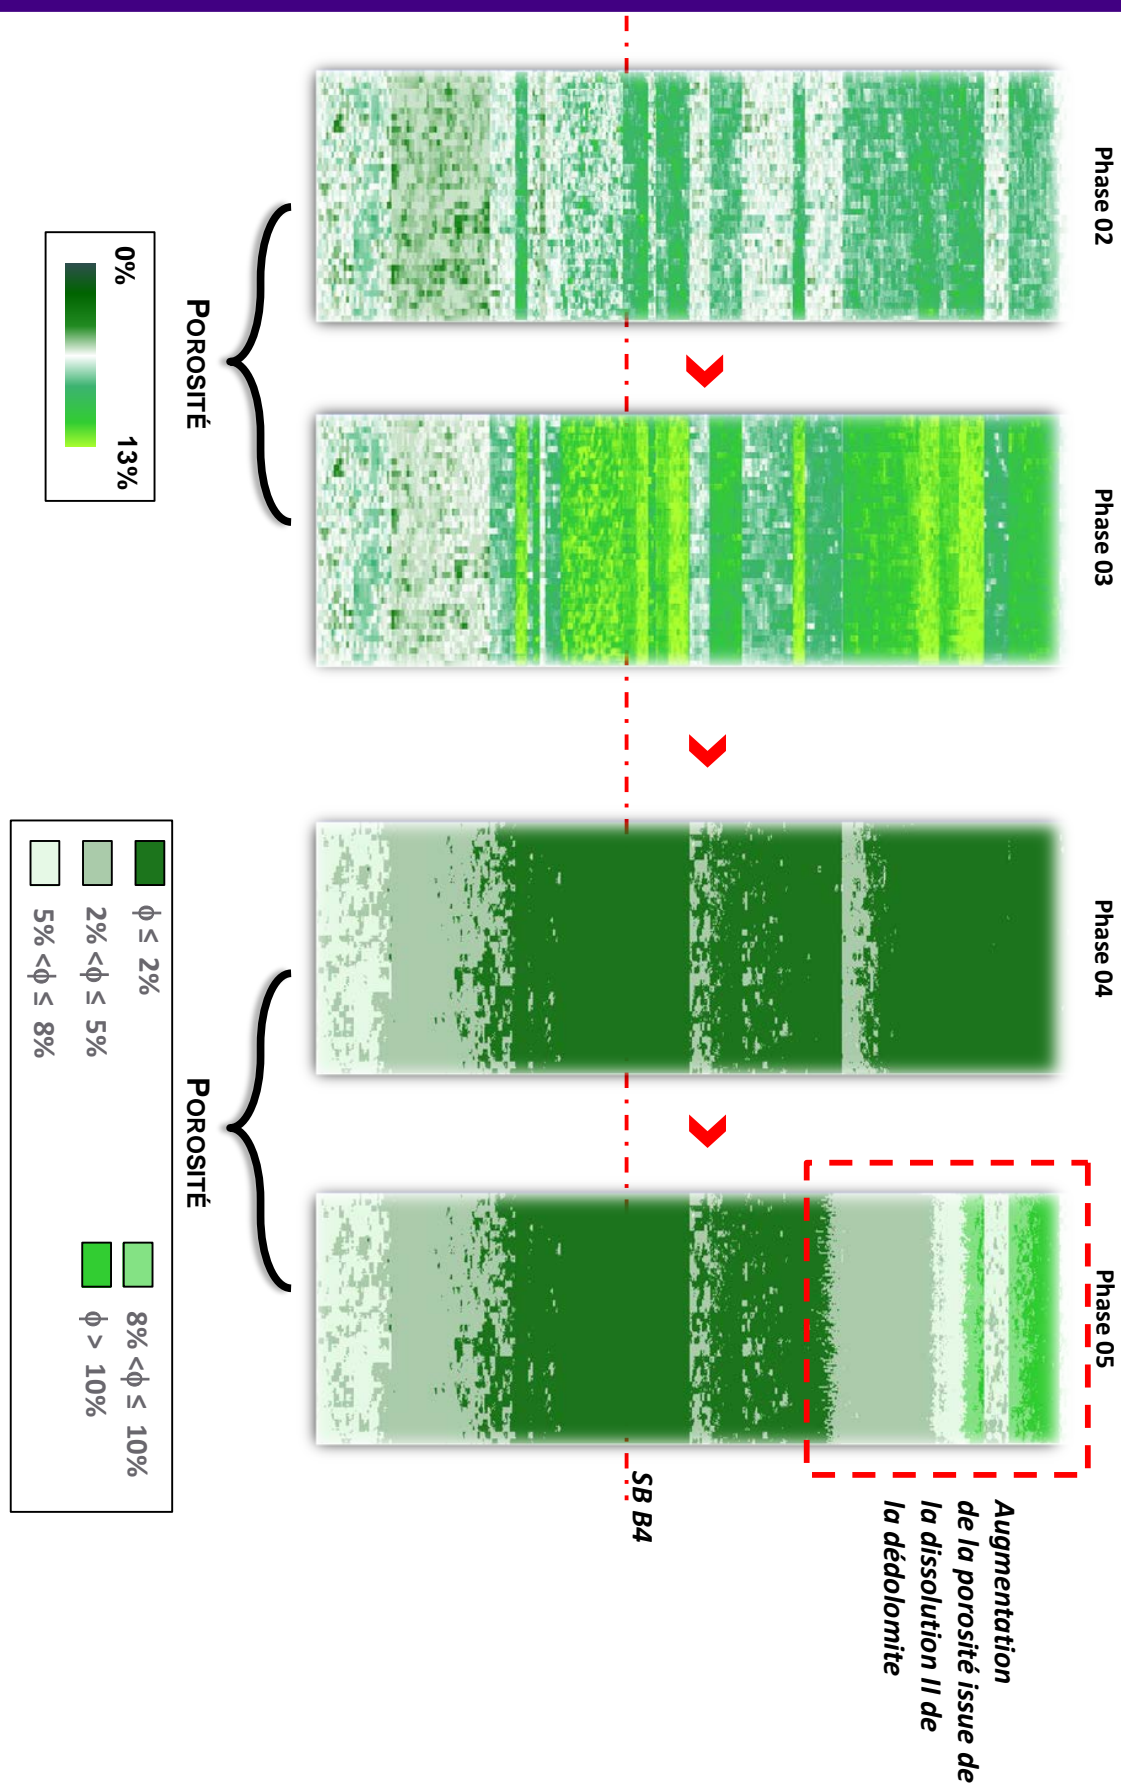 Phase 02
Phase 03
Phase 04
Phase 05
Augmentation
de la porosité issue de
la dissolution II de
la dédolomite
SB B4
POROSITÉ
0%
13%
POROSITÉ
ϕ ≤ 2%
2% <ϕ ≤ 5%
5% <ϕ ≤ 8%
8% <ϕ ≤ 10%
ϕ > 10%